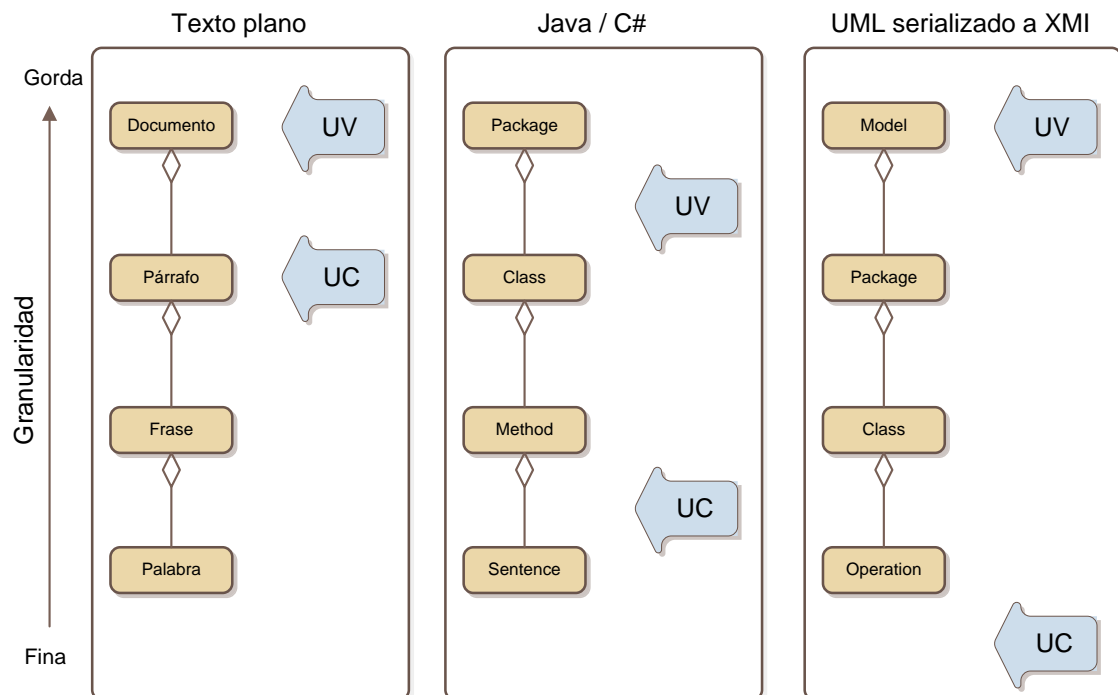 Texto plano
Java / C#
UML serializado a XMI
Gorda
Granularidad
Fina
Documento
UV
Párrafo
UC
Frase
Palabra
Package
UV
Class
Method
UC
Sentence
Model
UV
Package
Class
Operation
UC